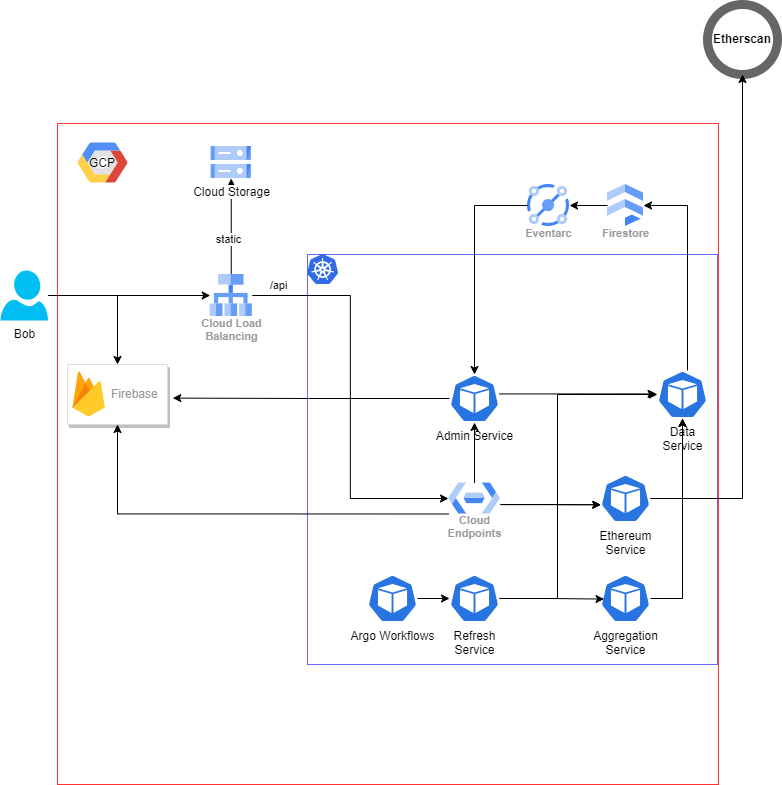 Etherscan
GCP
Cloud Storage
static
Eventarc
Firestore
/api
Cloud Load
Balancing
Bob
Firebase
Admin Service
Data
Service
Cloud
Endpoints
Ethereum
Service
Argo Workflows
Refresh
Service
Aggregation
Service